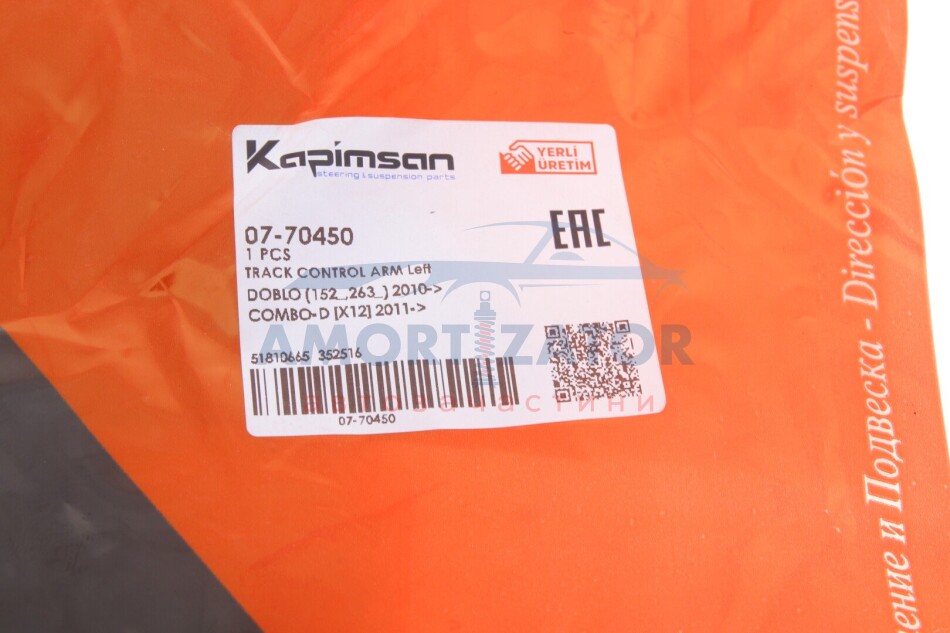 Kapimsan
steering & suspension parts
YERLİ
ÜRETİM
07-70450
1 PCS
TRACK CONTROL ARM Left
DOBLO (152_,263_) 2010->
COMBO-D [X12] 2011->
EAC
51810665 352516
07-70450
AMORTIZATOR
автозапчастини
ение и Подвеска - Dirección y suspens